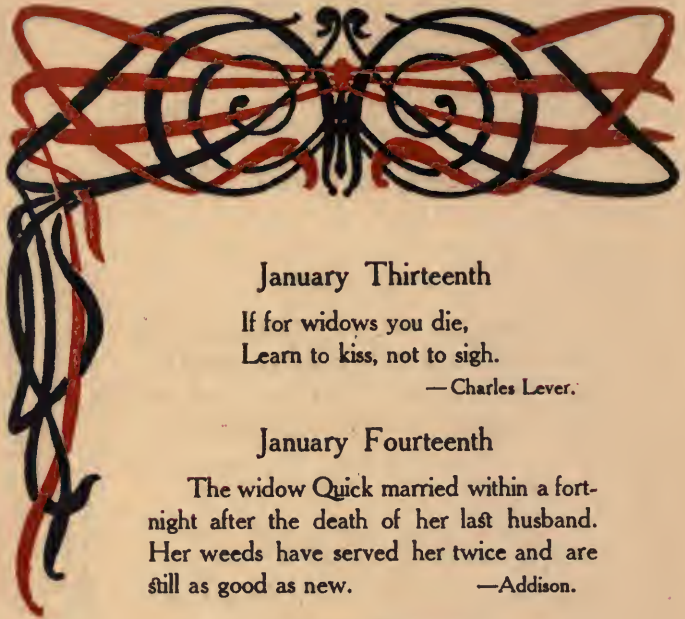 January Thirteenth
If for widows you die,
Learn to kiss, not to sigh.
—Charles Lever.
January Fourteenth
The widow Quick married within a fort-
night after the death of her last husband.
Her weeds have served her twice and are
still as good as new. —Addison.